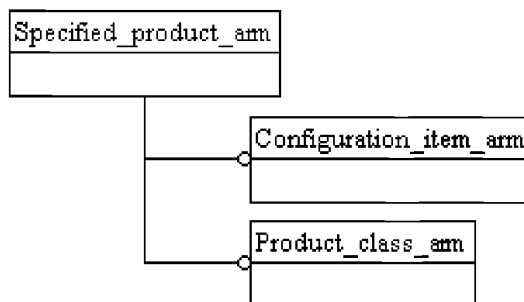 Specified_product_arm
Configuration_item_arm
Product_class_arm